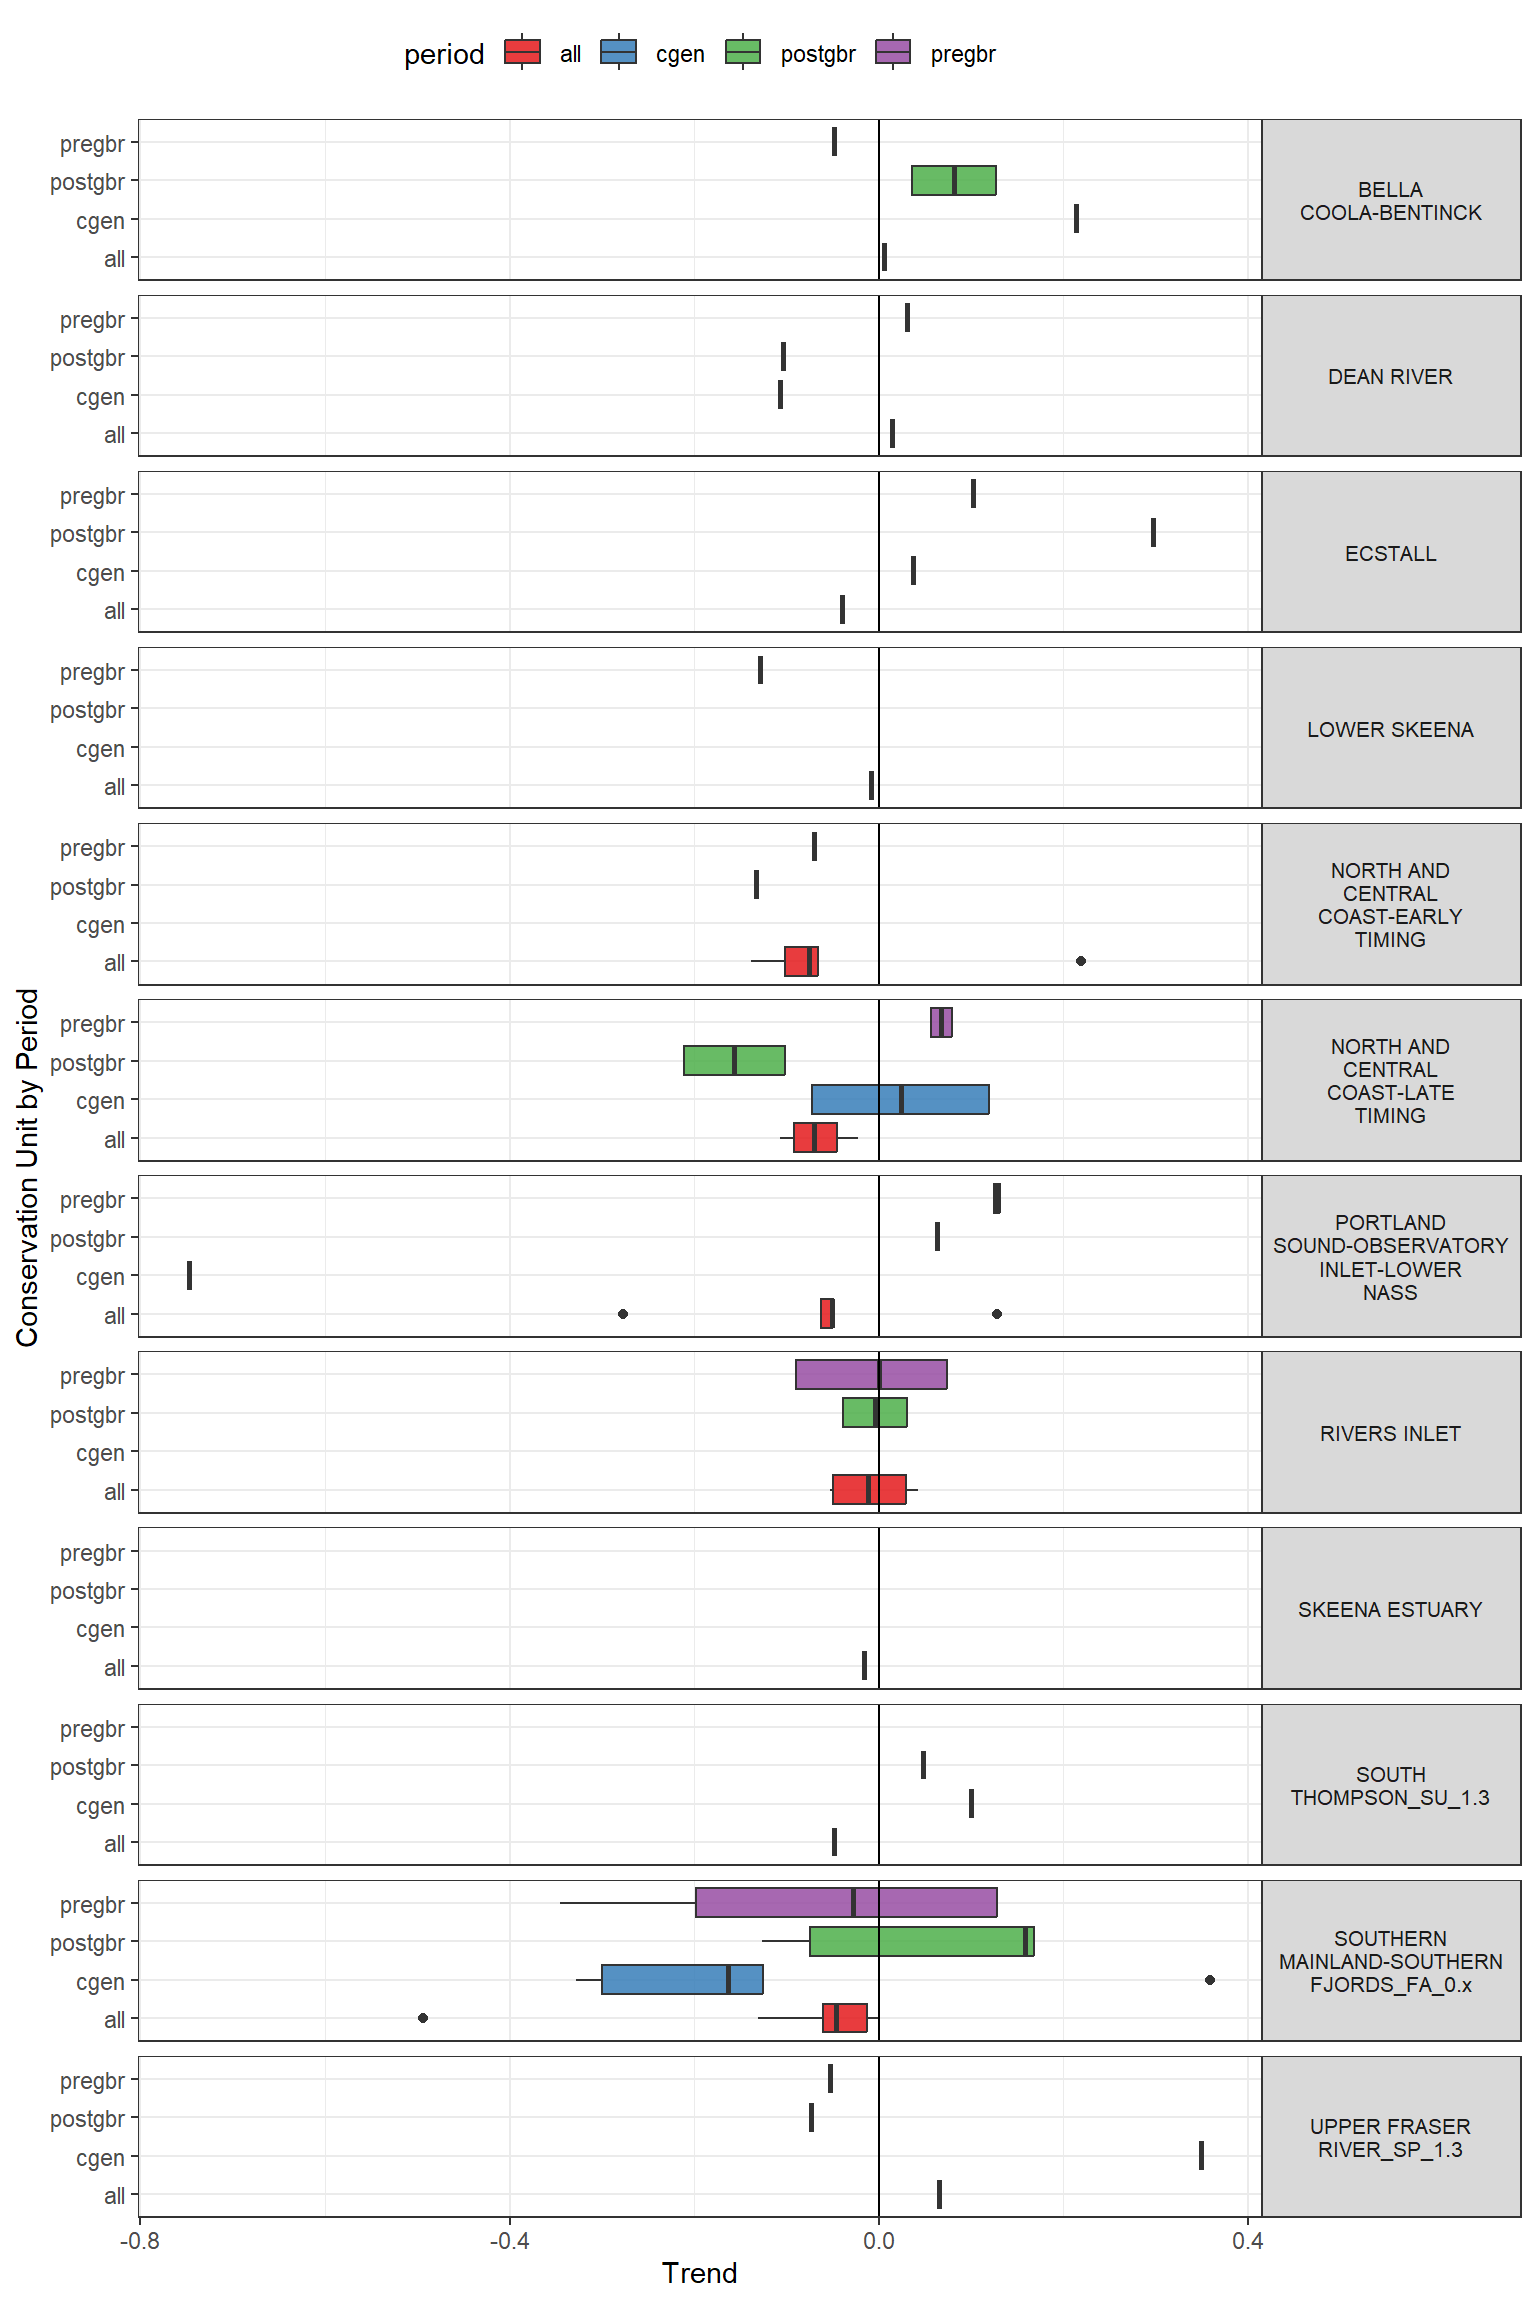 period all cgen postgbr pregbr
pregbr
postgbr
cgen
all
BELLA
COOLA-BENTINCK
pregbr
postgbr
cgen
all
DEAN RIVER
pregbr
postgbr
cgen
all
ECSTALL
pregbr
postgbr
cgen
all
LOWER SKEENA
pregbr
postgbr
cgen
all
NORTH AND
CENTRAL
COAST-EARLY
TIMING
pregbr
postgbr
cgen
all
NORTH AND
CENTRAL
COAST-LATE
TIMING
Conservation Unit by Period
pregbr
postgbr
cgen
all
PORTLAND
SOUND-OBSERVATORY
INLET-LOWER
NASS
pregbr
postgbr
cgen
all
RIVERS INLET
pregbr
postgbr
cgen
all
SKEENA ESTUARY
pregbr
postgbr
cgen
all
SOUTH
THOMPSON_SU_1.3
pregbr
postgbr
cgen
all
SOUTHERN
MAINLAND-SOUTHERN
FJORDS_FA_0.x
pregbr
postgbr
cgen
all
UPPER FRASER
RIVER_SP_1.3
-0.8 -0.4 0.0 0.4
Trend